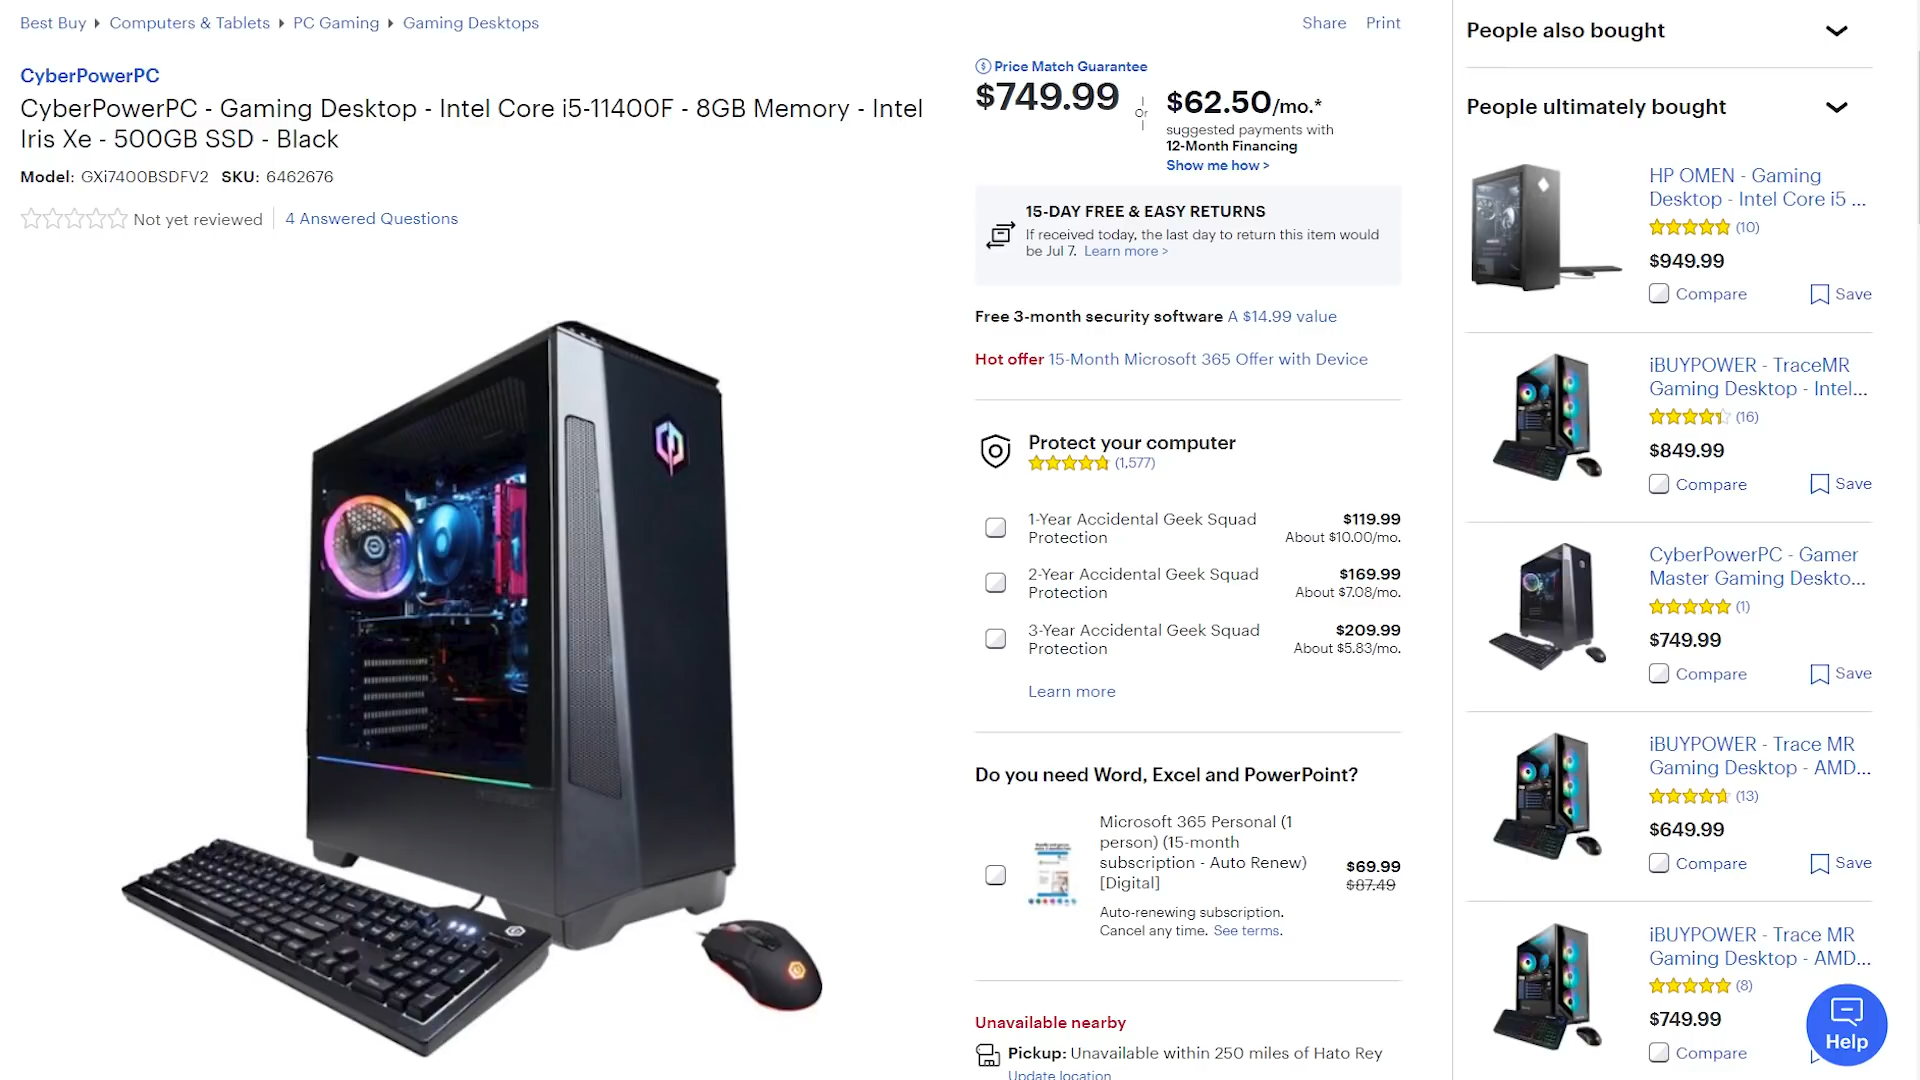 Best Buy Computers & Tablets PC Gaming Gaming Desktops
Share Print
CyberPowerPC
CyberPowerPC - Gaming Desktop - Intel Core i5-11400F - 8GB Memory - Intel
Iris Xe - 500GB SSD - Black
Model: GXi7400BSDFV2 SKU: 6462676
Not yet reviewed 4 Answered Questions
Price Match Guarantee
$749.99
Or
$62.50/mo.*
suggested payments with
12-Month Financing
Show me how >
15-DAY FREE & EASY RETURNS
If received today, the last day to return this item would
be Jul 7. Learn more >
Free 3-month security software A $14.99 value
Hot offer 15-Month Microsoft 365 Offer with Device
Protect your computer
(1,577)
1-Year Accidental Geek Squad
Protection
$119.99
About $10.00/mo.
2-Year Accidental Geek Squad
Protection
$169.99
About $7.08/mo.
3-Year Accidental Geek Squad
Protection
$209.99
About $5.83/mo.
Learn more
Do you need Word, Excel and PowerPoint?
Microsoft 365 Personal (1
person) (15-month
subscription - Auto Renew)
[Digital]
$69.99
$87.49
Auto-renewing subscription.
Cancel any time. See terms.
Unavailable nearby
Pickup: Unavailable within 250 miles of Hato Rey
Update location
People also bought
People ultimately bought
HP OMEN - Gaming
Desktop - Intel Core i5 ...
(10)
$949.99
Compare Save
iBUYPOWER - TraceMR
Gaming Desktop - Intel...
(16)
$849.99
Compare Save
CyberPowerPC - Gamer
Master Gaming Deskto...
(1)
$749.99
Compare Save
iBUYPOWER - Trace MR
Gaming Desktop - AMD...
(13)
$649.99
Compare Save
iBUYPOWER - Trace MR
Gaming Desktop - AMD...
(8)
$749.99
Compare
Help